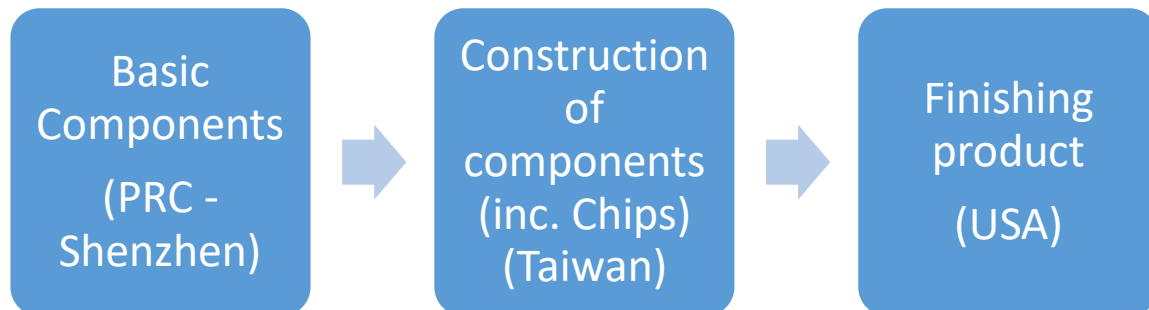 Basic
Components
(PRC -
Shenzhen)
Construction
of
components
(inc. Chips)
(Taiwan)
Finishing
product
(USA)